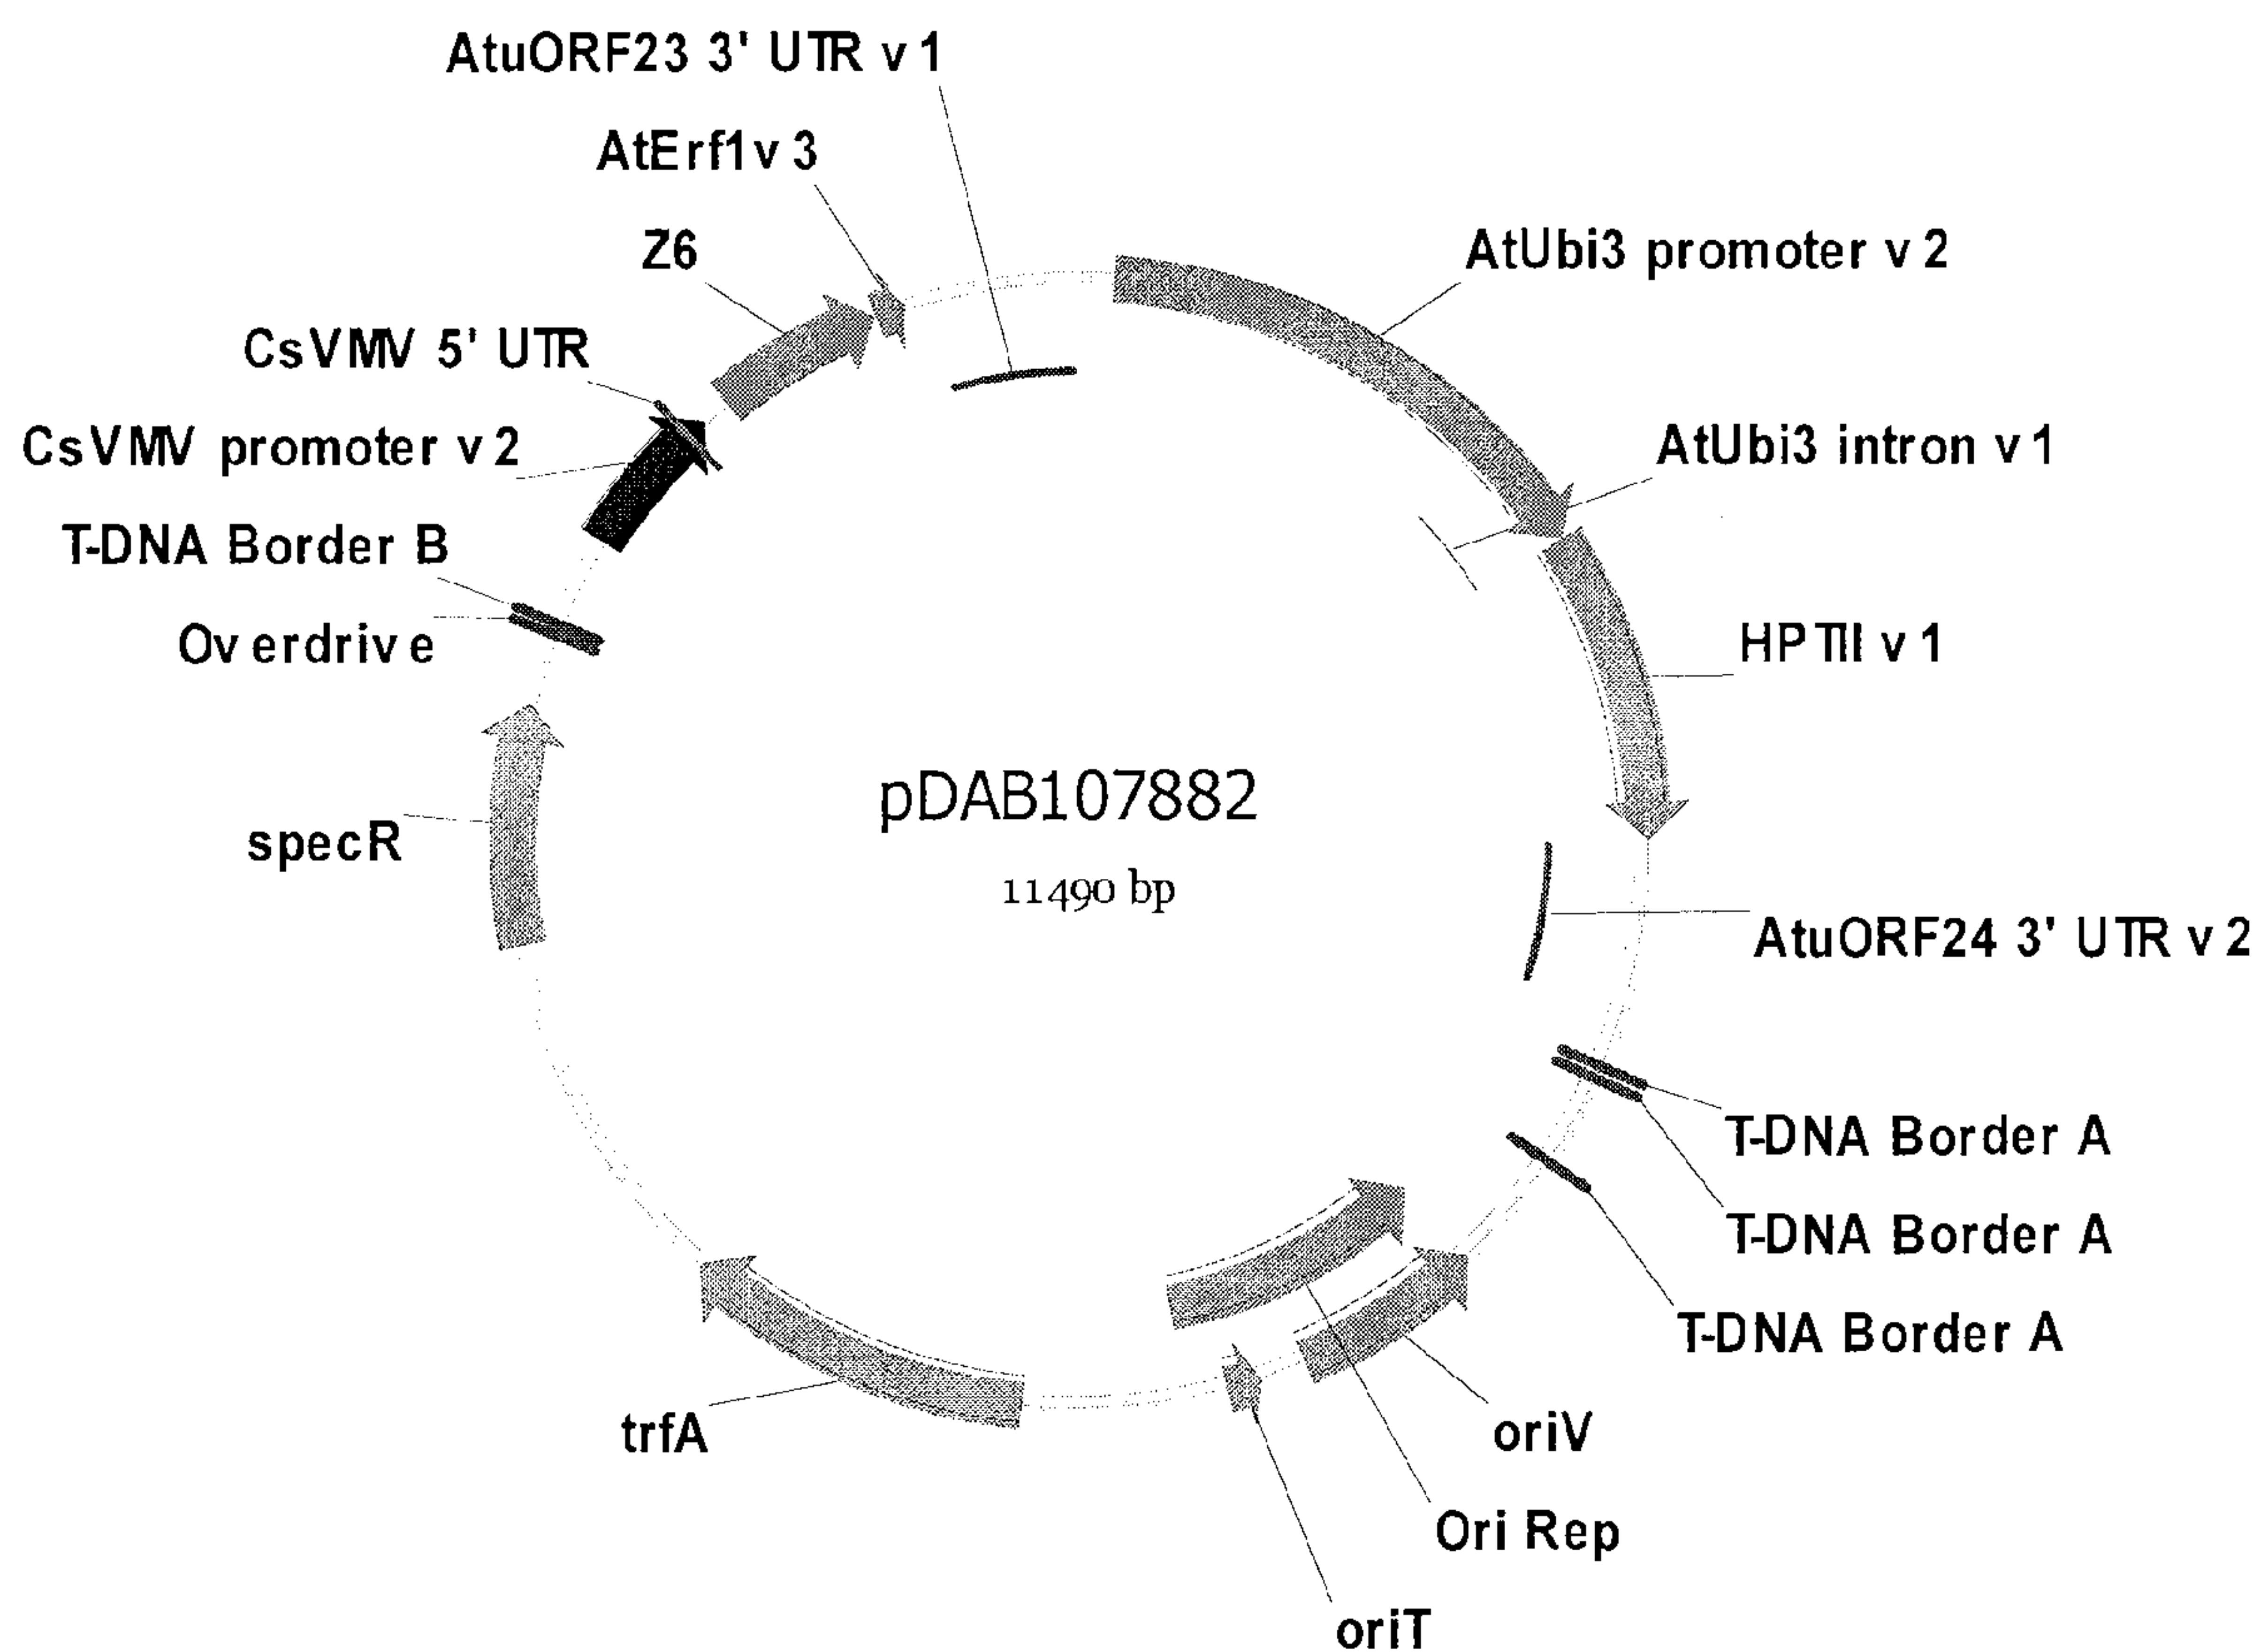 AtuORF23 3' UTR v1
AtErf1v3
Z6
AtUbi3 promoter v2
CsVMV 5' UTR
CsVMV promoter v2
AtUbi3 intron v1
T-DNA Border B
Overdrive
HPTII v1
pDAB107882
specR
11490 bp
AtuORF24 3' UTR v2
T-DNA Border A
T-DNA Border A
T-DNA Border A
trfA
oriV
Ori Rep
oriT